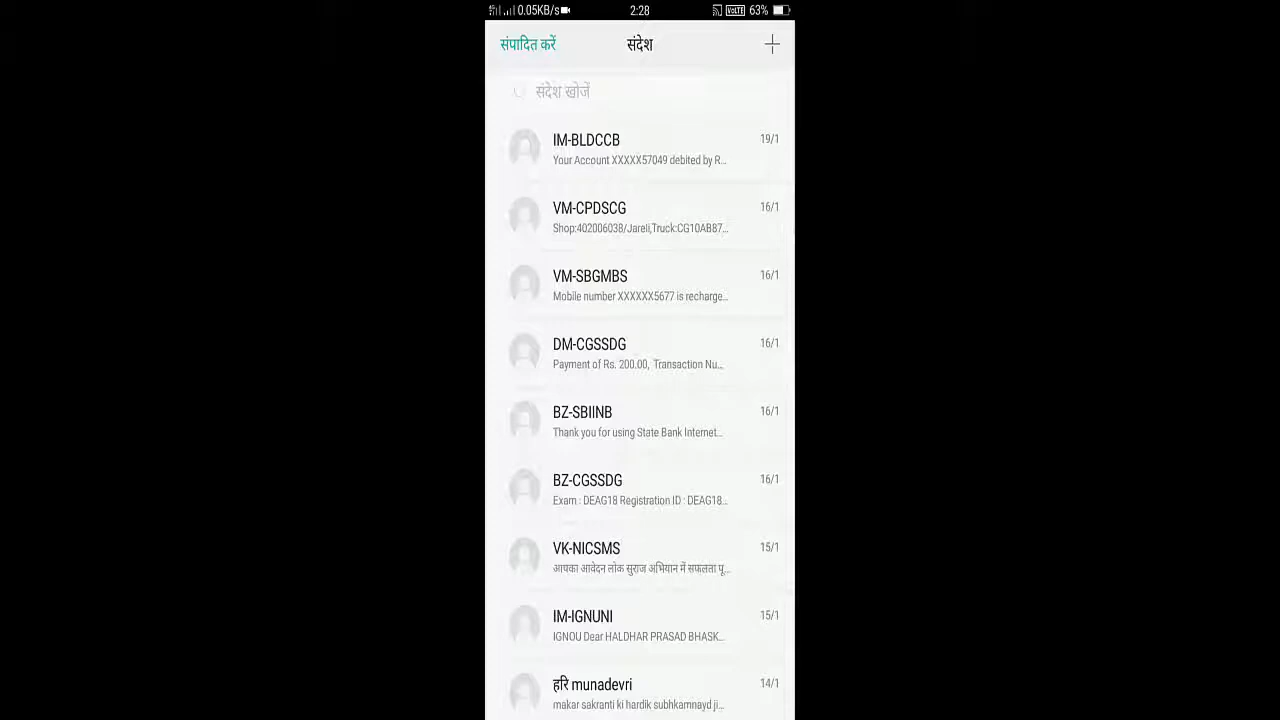 0.05KB/s 2:28 VoLTE 63%
संपादित करें संदेश
संदेश खोजें
IM-BLDCCB 19/1
Your Account XXXXX57049 debited by R...
VM-CPDSCG 16/1
Shop:402006038/Jareli,Truck:CG10AB87...
VM-SBGMBS 16/1
Mobile number XXXXXX5677 is recharge...
DM-CGSSDG 16/1
Payment of Rs. 200.00, Transaction Nu...
BZ-SBIINB 16/1
Thank you for using State Bank Internet...
BZ-CGSSDG 16/1
Exam : DEAG18 Registration ID : DEAG18...
VK-NICSMS 15/1
आपका आवेदन लोक सुराज अभियान में सफलता पू...
IM-IGNUNI 15/1
IGNOU Dear HALDHAR PRASAD BHASK...
हरि munadevri 14/1
makar sakranti ki hardik subhkamnayd ji...